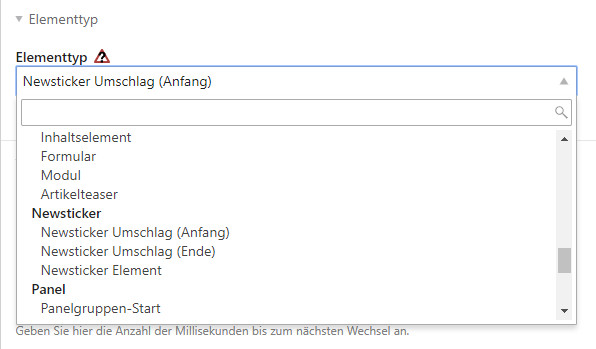 Elementtyp
Elementtyp
Newsticker Umschlag (Anfang)
Inhaltselement
Formular
Modul
Artikelteaser
Newsticker
Newsticker Umschlag (Anfang)
Newsticker Umschlag (Ende)
Newsticker Element
Panel
Panelgruppen-Start
Geben Sie hier die Anzahl der Millisekunden bis zum nächsten Wechsel an.